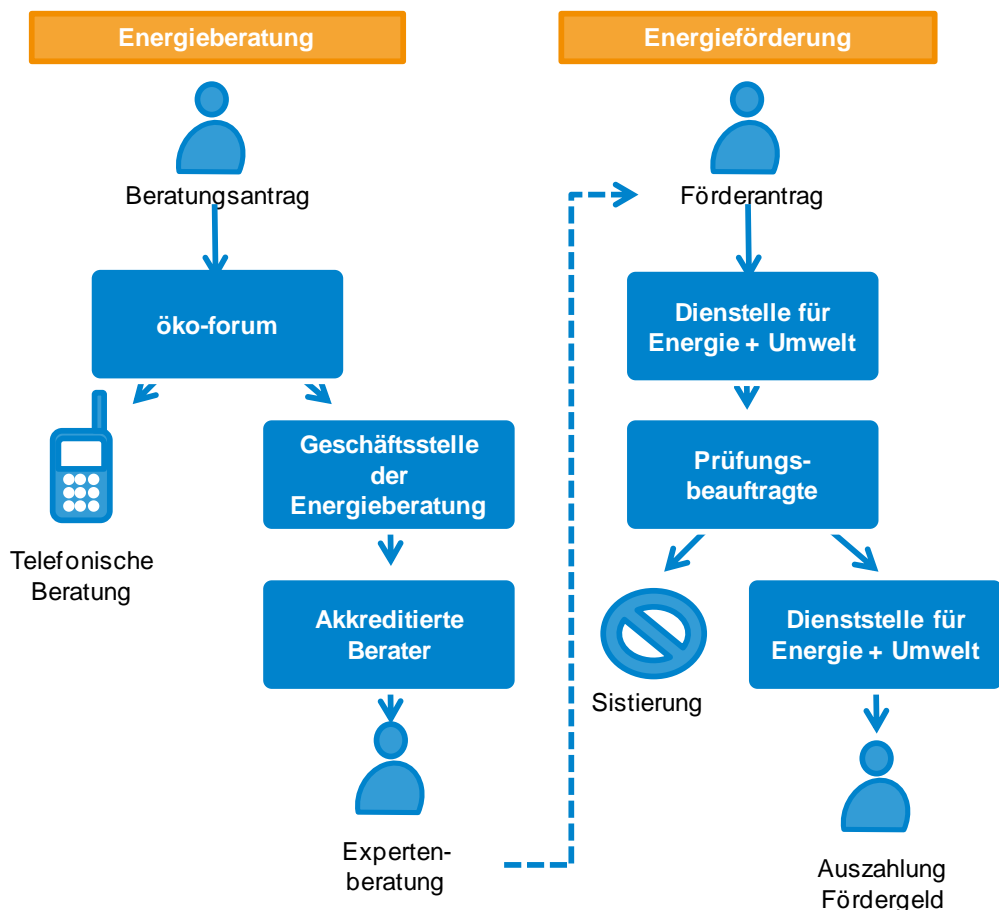 Energieberatung
Beratungsantrag
öko-forum
Telefonische
Beratung
Geschäftsstelle
der
Energieberatung
Akkreditierte
Berater
Experten-
beratung
Energieförderung
Förderantrag
Dienstelle für
Energie + Umwelt
Prüfungs-
beauftragte
Sistierung
Dienststelle für
Energie + Umwelt
Auszahlung
Fördergeld